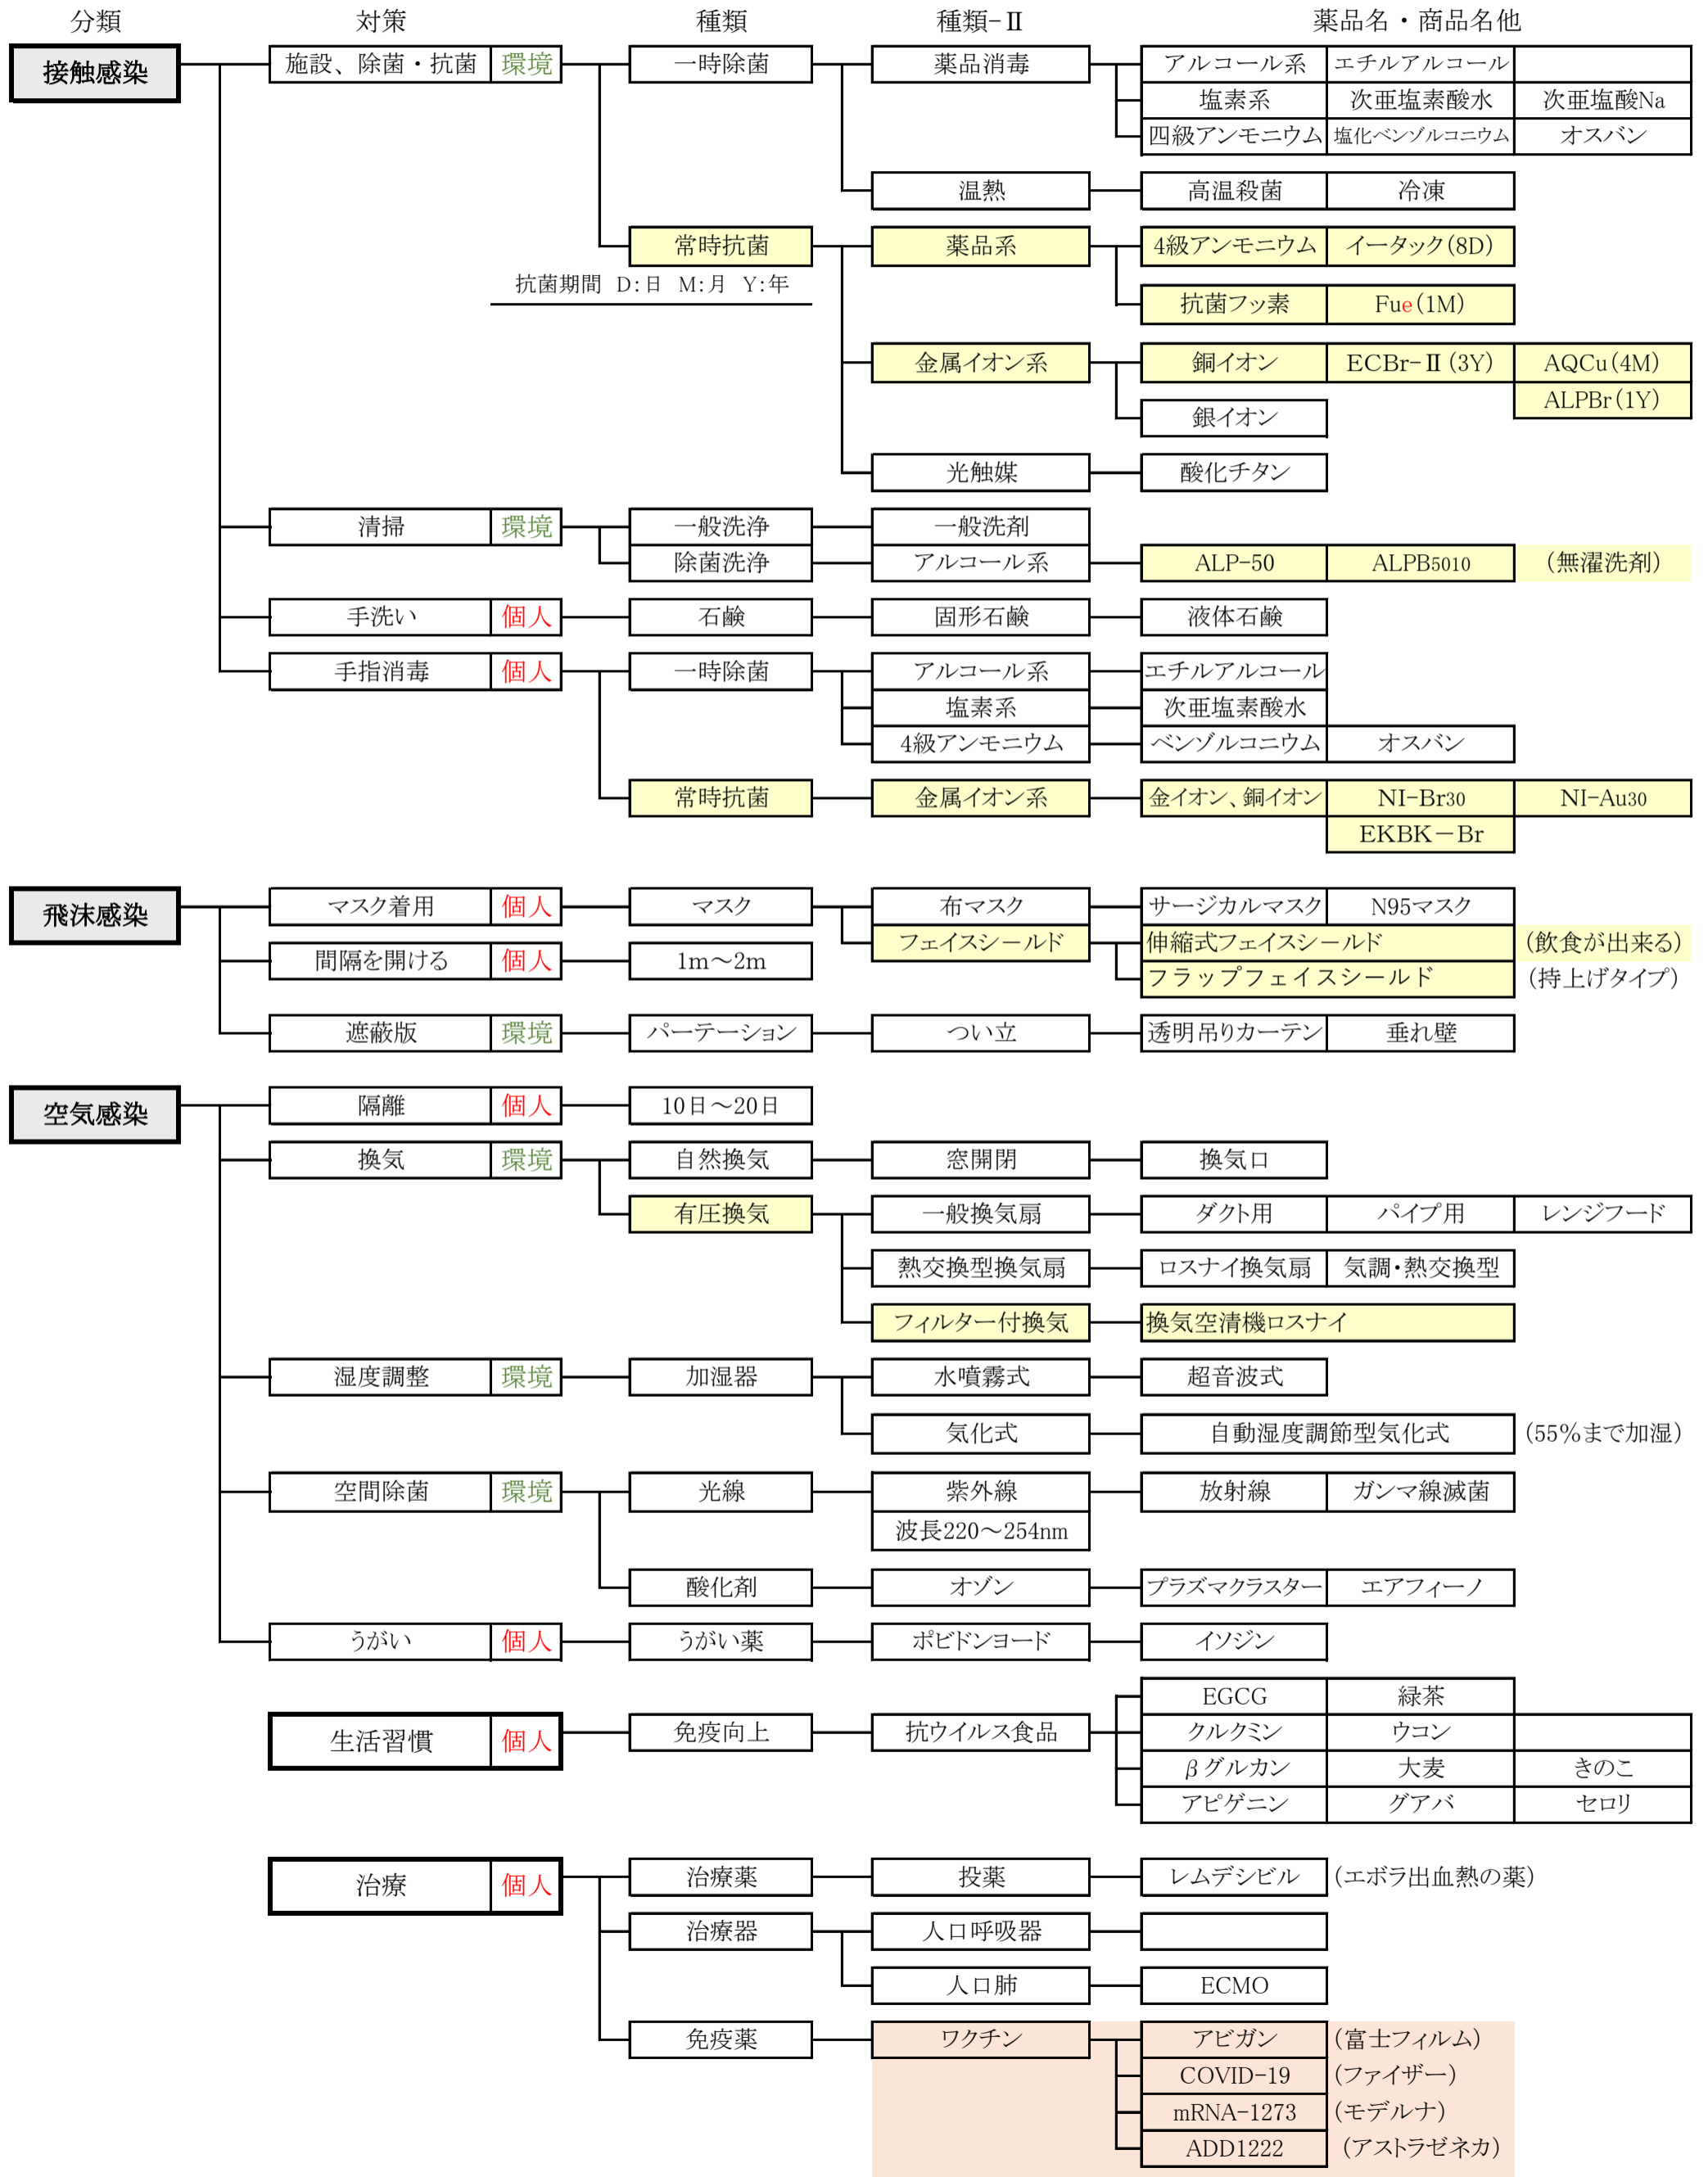 分類 対策 種類 種類-Ⅱ 薬品名・商品名他
接触感染 施設、除菌・抗菌 環境 一時除菌 薬品消毒 アルコール系 エチルアルコール
塩素系 次亜塩素酸水 次亜塩酸Na
四級アンモニウム 塩化ベンゾルコニウム オスバン
温熱 高温殺菌 冷凍
常時抗菌 薬品系 4級アンモニウム イータック(8D)
抗菌期間 D:日 M:月 Y:年
抗菌フッ素 Fue(1M)
金属イオン系 銅イオン ECBr-Ⅱ(3Y) AQCu(4M)
ALPBr(1Y)
銀イオン
光触媒 酸化チタン
清掃 環境 一般洗浄 一般洗剤
除菌洗浄 アルコール系 ALP-50 ALPB5010 (無濯洗剤)
手洗い 個人 石鹸 固形石鹸 液体石鹸
手指消毒 個人 一時除菌 アルコール系 エチルアルコール
塩素系 次亜塩素酸水
4級アンモニウム ベンゾルコニウム オスバン
常時抗菌 金属イオン系 金イオン、銅イオン NI-Br30 NI-Au30
EKBK－Br
飛沫感染 マスク着用 個人 マスク 布マスク サージカルマスク N95マスク
フェイスシールド 伸縮式フェイスシールド (飲食が出来る)
間隔を開ける 個人 1m～2m
フラップフェイスシールド (持上げタイプ)
遮蔽版 環境 パーテーション つい立 透明吊りカーテン 垂れ壁
空気感染 隔離 個人 10日～20日
換気 環境 自然換気 窓開閉 換気口
有圧換気 一般換気扇 ダクト用 パイプ用 レンジフード
熱交換型換気扇 ロスナイ換気扇 気調・熱交換型
フィルター付換気 換気空清機ロスナイ
湿度調整 環境 加湿器 水噴霧式 超音波式
気化式 自動湿度調節型気化式 (55%まで加湿)
空間除菌 環境 光線 紫外線 放射線 ガンマ線滅菌
波長220～254nm
酸化剤 オゾン プラズマクラスター エアフィーノ
うがい 個人 うがい薬 ポビドンヨード イソジン
EGCG 緑茶
生活習慣 個人 免疫向上 抗ウイルス食品 クルクミン ウコン
βグルカン 大麦 きのこ
アピゲニン グアバ セロリ
治療 個人 治療薬 投薬 レムデシビル (エボラ出血熱の薬)
治療器 人口呼吸器
人口肺 ECMO
免疫薬 ワクチン アビガン (富士フィルム)
COVID-19 (ファイザー)
mRNA-1273 (モデルナ)
ADD1222 (アストラゼネカ)